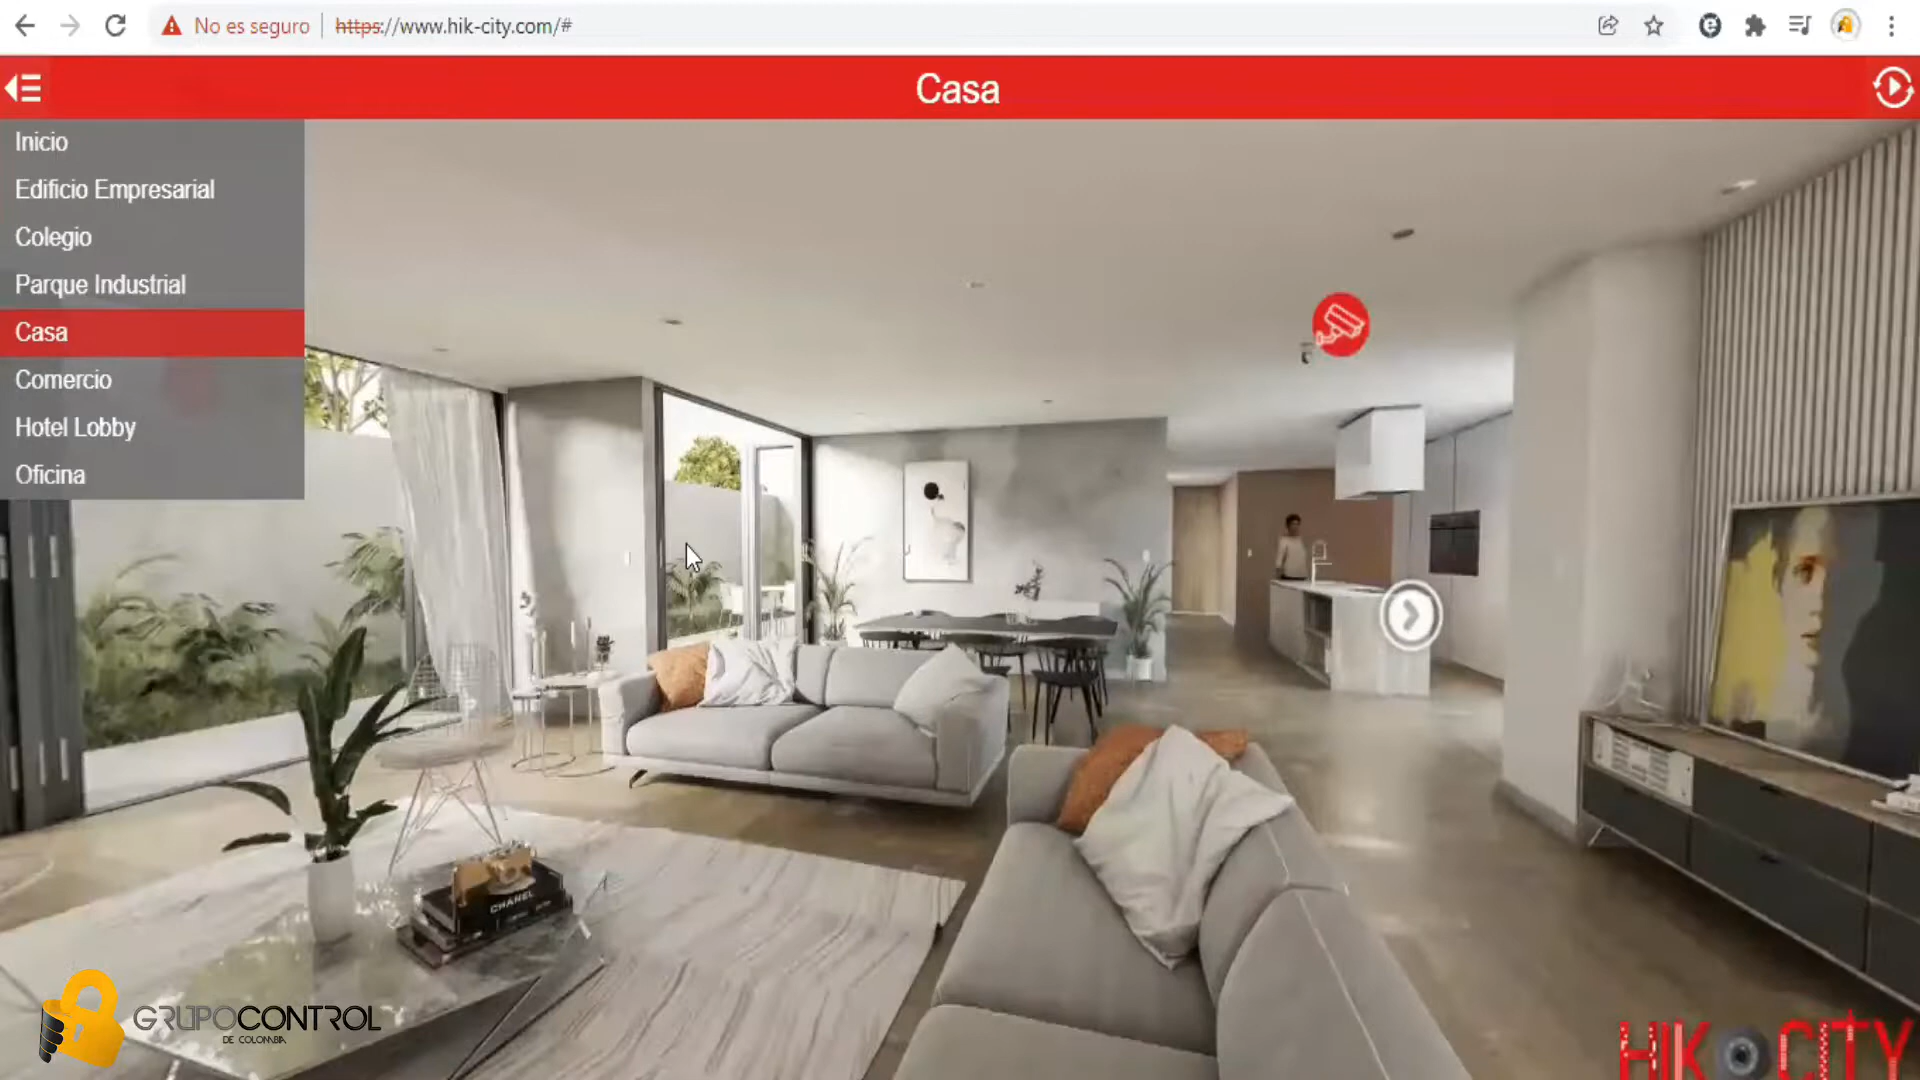 No es seguro
https://www.hik-city.com/#
Casa
Inicio
Edificio Empresarial
Colegio
Parque Industrial
Casa
Comercio
Hotel Lobby
Oficina
CHANEL
GRUPOCONTROL
DE COLOMBIA
HIK CITY